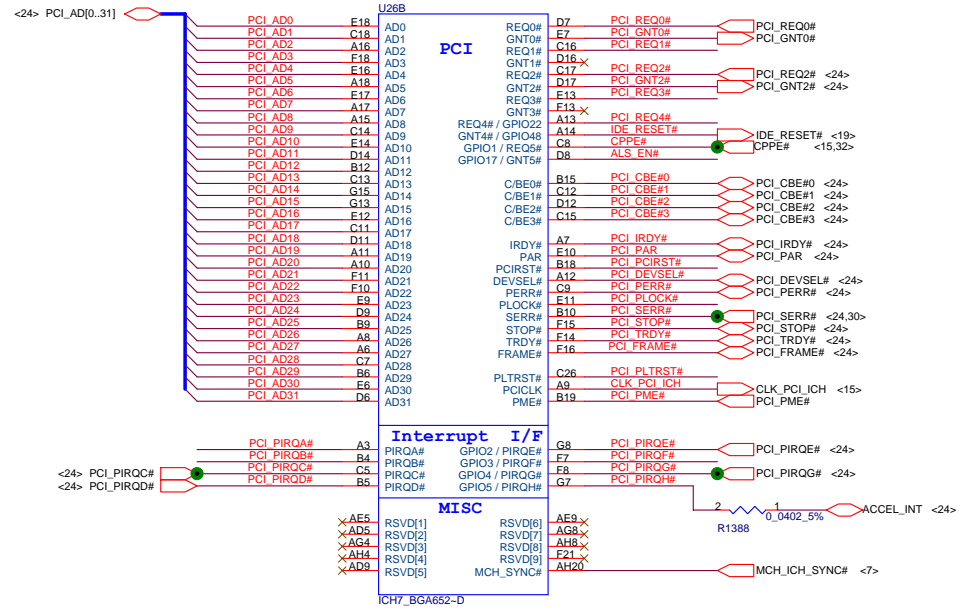 U26B
<24> PCI_AD[0..31]
PCI
PCI_AD0 E18 AD0 REQ0# D7 PCI_REQ0# PCI_REQ0#
PCI_AD1 C18 AD1 GNT0# E7 PCI_GNT0# PCI_GNT0#
PCI_AD2 A16 AD2 REQ1# C16 PCI_REQ1#
PCI_AD3 F18 AD3 GNT1# D16
PCI_AD4 E16 AD4 REQ2# C17 PCI_REQ2# PCI_REQ2# <24>
PCI_AD5 A18 AD5 GNT2# D17 PCI_GNT2# PCI_GNT2# <24>
PCI_AD6 E17 AD6 REQ3# E13 PCI_REQ3#
PCI_AD7 A17 AD7 GNT3# F13
PCI_AD8 A15 AD8 REQ4# / GPIO22 A13 PCI_REQ4#
PCI_AD9 C14 AD9 GNT4# / GPIO48 A14 IDE_RESET# IDE_RESET# <19>
PCI_AD10 E14 AD10 GPIO1 / REQ5# C8 CPPE# CPPE# <15,32>
PCI_AD11 D14 AD11 GPIO17 / GNT5# D8 ALS_EN#
PCI_AD12 B12 AD12
PCI_AD13 C13 AD13 C/BE0# B15 PCI_CBE#0 PCI_CBE#0 <24>
PCI_AD14 G15 AD14 C/BE1# C12 PCI_CBE#1 PCI_CBE#1 <24>
PCI_AD15 G13 AD15 C/BE2# D12 PCI_CBE#2 PCI_CBE#2 <24>
PCI_AD16 E12 AD16 C/BE3# C15 PCI_CBE#3 PCI_CBE#3 <24>
PCI_AD17 C11 AD17
PCI_AD18 D11 AD18 IRDY# A7 PCI_IRDY# PCI_IRDY# <24>
PCI_AD19 A11 AD19 PAR E10 PCI_PAR PCI_PAR <24>
PCI_AD20 A10 AD20 PCIRST# B18 PCI_PCIRST#
PCI_AD21 F11 AD21 DEVSEL# A12 PCI_DEVSEL# PCI_DEVSEL# <24>
PCI_AD22 F10 AD22 PERR# C9 PCI_PERR# PCI_PERR# <24>
PCI_AD23 E9 AD23 PLOCK# E11 PCI_PLOCK#
PCI_AD24 D9 AD24 SERR# B10 PCI_SERR# PCI_SERR# <24,30>
PCI_AD25 B9 AD25 STOP# F15 PCI_STOP# PCI_STOP# <24>
PCI_AD26 A8 AD26 TRDY# F14 PCI_TRDY# PCI_TRDY# <24>
PCI_AD27 A6 AD27 FRAME# F16 PCI_FRAME# PCI_FRAME# <24>
PCI_AD28 C7 AD28
PCI_AD29 B6 AD29 PLTRST# C26 PCI_PLTRST#
PCI_AD30 E6 AD30 PCICLK A9 CLK_PCI_ICH CLK_PCI_ICH <15>
PCI_AD31 D6 AD31 PME# B19 PCI_PME# PCI_PME#
Interrupt I/F
PCI_PIRQA# A3 PIRQA# GPIO2 / PIRQE# G8 PCI_PIRQE# PCI_PIRQE# <24>
PCI_PIRQB# B4 PIRQB# GPIO3 / PIRQF# F7 PCI_PIRQF#
<24> PCI_PIRQC# PCI_PIRQC# C5 PIRQC# GPIO4 / PIRQG# F8 PCI_PIRQG# PCI_PIRQG# <24>
<24> PCI_PIRQD# PCI_PIRQD# B5 PIRQD# GPIO5 / PIRQH# G7 PCI_PIRQH#
2 1 ACCEL_INT <24>
R1388 0_0402_5%
MISC
AE5 RSVD[1] RSVD[6] AE9
AD5 RSVD[2] RSVD[7] AG8
AG4 RSVD[3] RSVD[8] AH8
AH4 RSVD[4] RSVD[9] F21
AD9 RSVD[5] MCH_SYNC# AH20 MCH_ICH_SYNC# <7>
ICH7_BGA652~D